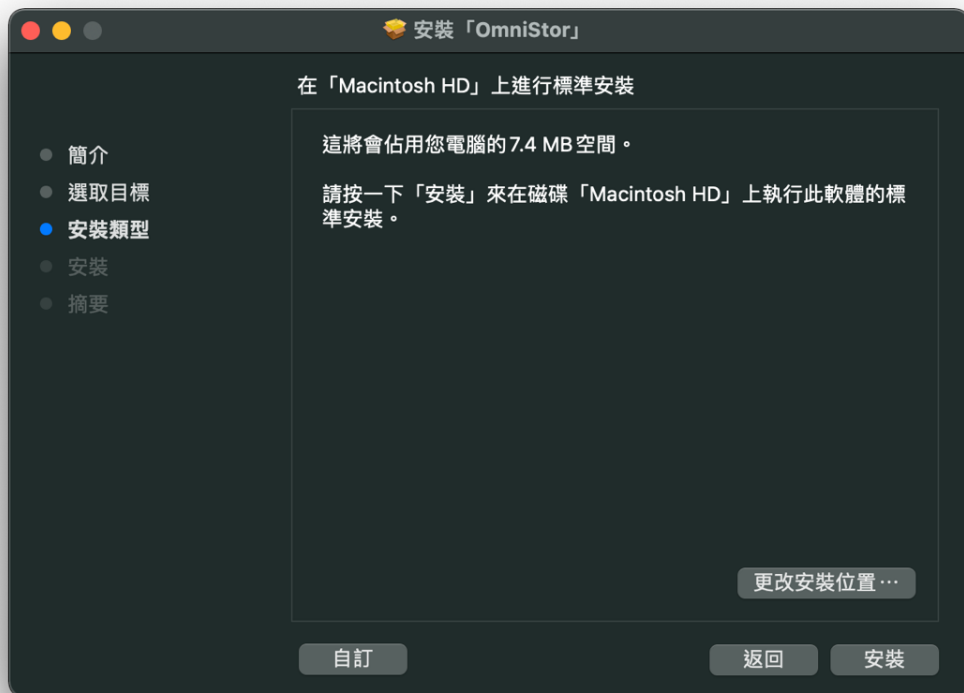 安裝「OmniStor」
在「Macintosh HD」上進行標準安裝
簡介
選取目標
安裝類型
安裝
摘要
這將會佔用您電腦的 7.4 MB 空間。
請按一下「安裝」來在磁碟「Macintosh HD」上執行此軟體的標
準安裝。
更改安裝位置⋯
自訂
返回
安裝